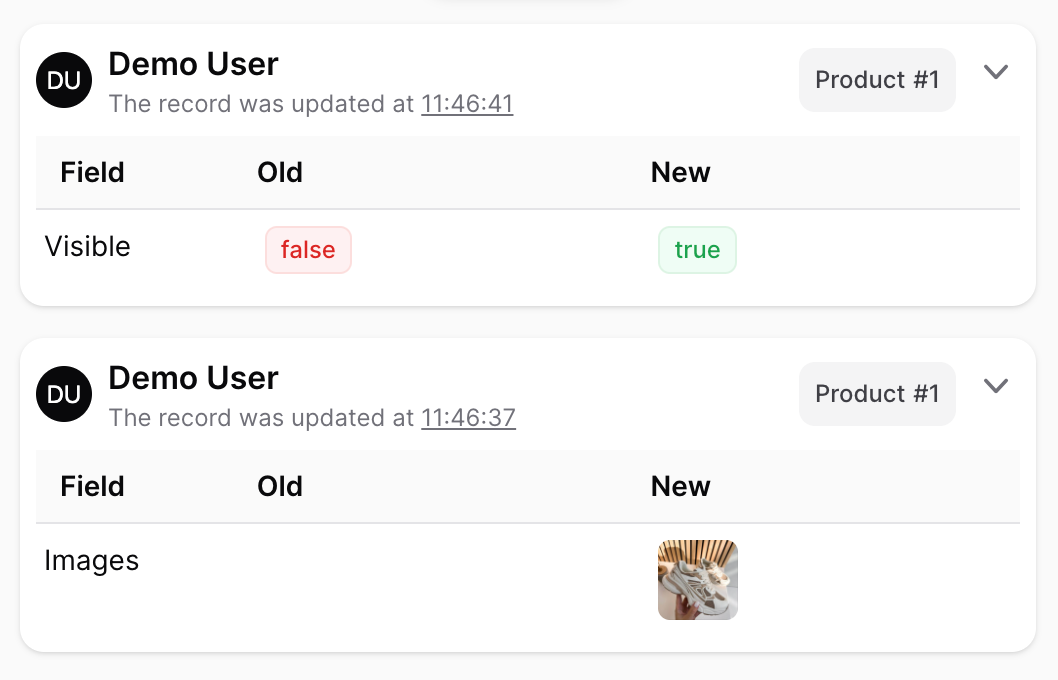 DU
Demo User
The record was updated at 11:46:41
Product #1
Field Old New
Visible false true
DU
Demo User
The record was updated at 11:46:37
Product #1
Field Old New
Images